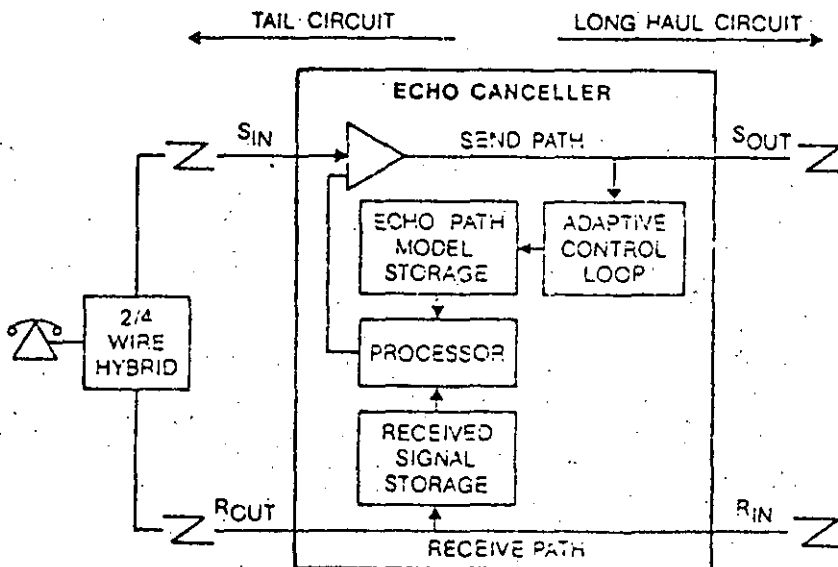 TAIL CIRCUIT
LONG HAUL CIRCUIT
ECHO CANCELLER
SIN
SEND PATH
SOUT
ECHO PATH
MODEL
STORAGE
ADAPTIVE
CONTROL
LOOP
2/4
WIRE
HYBRID
PROCESSOR
RECEIVED
SIGNAL
STORAGE
ROUT
RIN
RECEIVE PATH